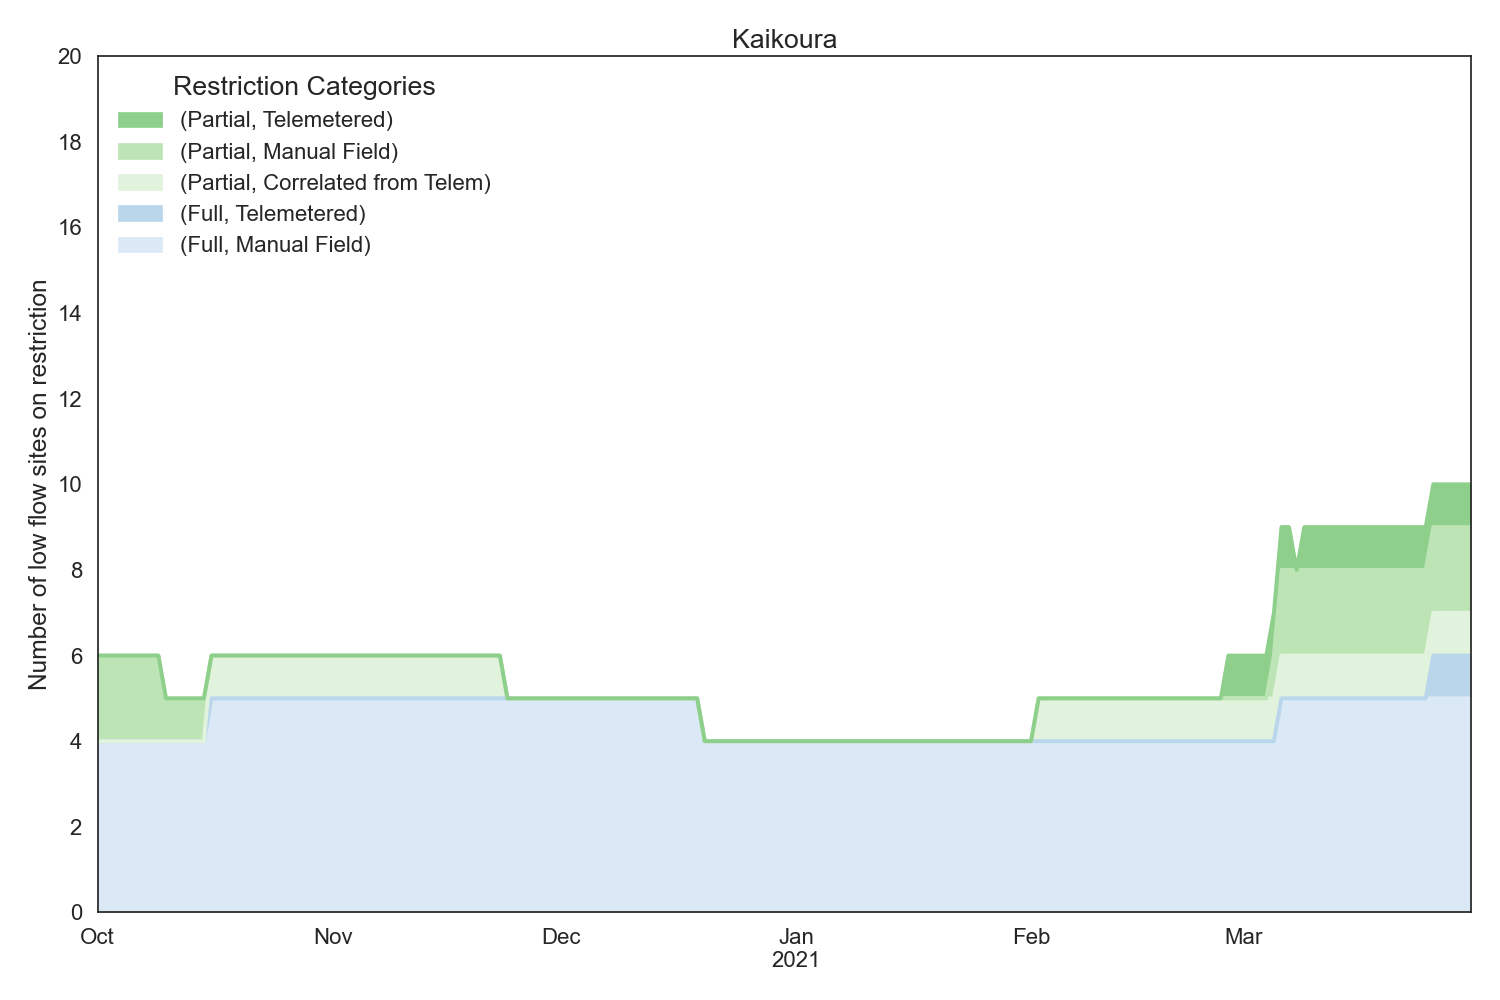 Kaikoura
Restriction Categories
(Partial, Telemetered)
(Partial, Manual Field)
(Partial, Correlated from Telem)
(Full, Telemetered)
(Full, Manual Field)
Number of low flow sites on restriction
20
18
16
14
12
10
8
6
4
2
0
Oct
Nov
Dec
Jan
2021
Feb
Mar